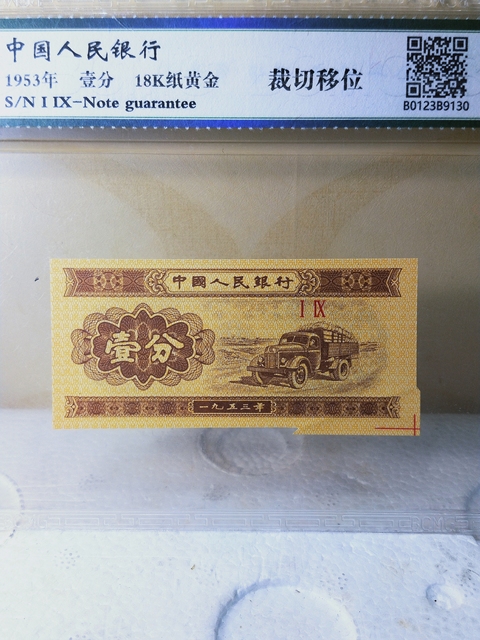 中国人民银行
1953年 壹分 18K纸黄金 裁切移位
S/N I IX-Note guarantee
B0123B9130
中國人民銀行
I IX
壹分
一九五三年